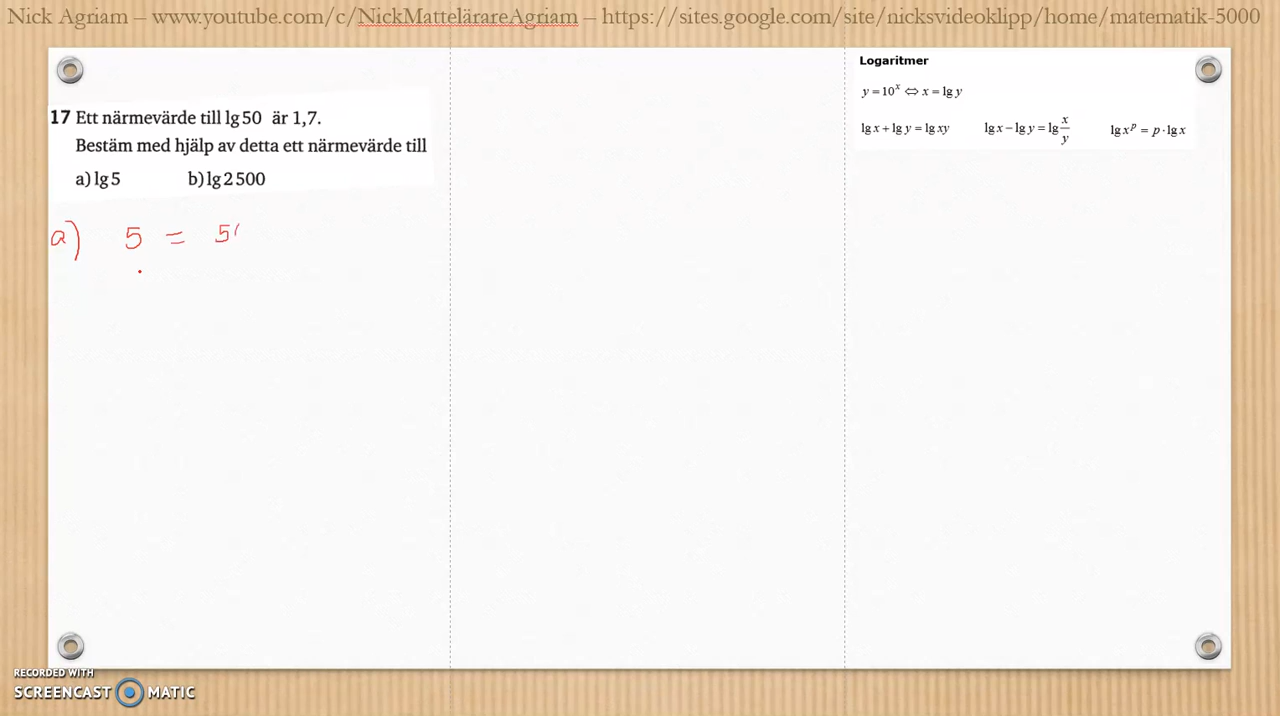 Nick Agriam – www.youtube.com/c/NickMattelärareAgriam – https://sites.google.com/site/nicksvideoklipp/home/matematik-5000
17 Ett närmevärde till lg 50 är 1,7.
Bestäm med hjälp av detta ett närmevärde till
a) lg 5 b) lg 2 500
a) 5 = 5
Logaritmer
y = 10^x ⇔ x = lg y
lg x + lg y = lg xy lg x − lg y = lg x/y lg x^p = p · lg x
RECORDED WITH
SCREENCAST MATIC